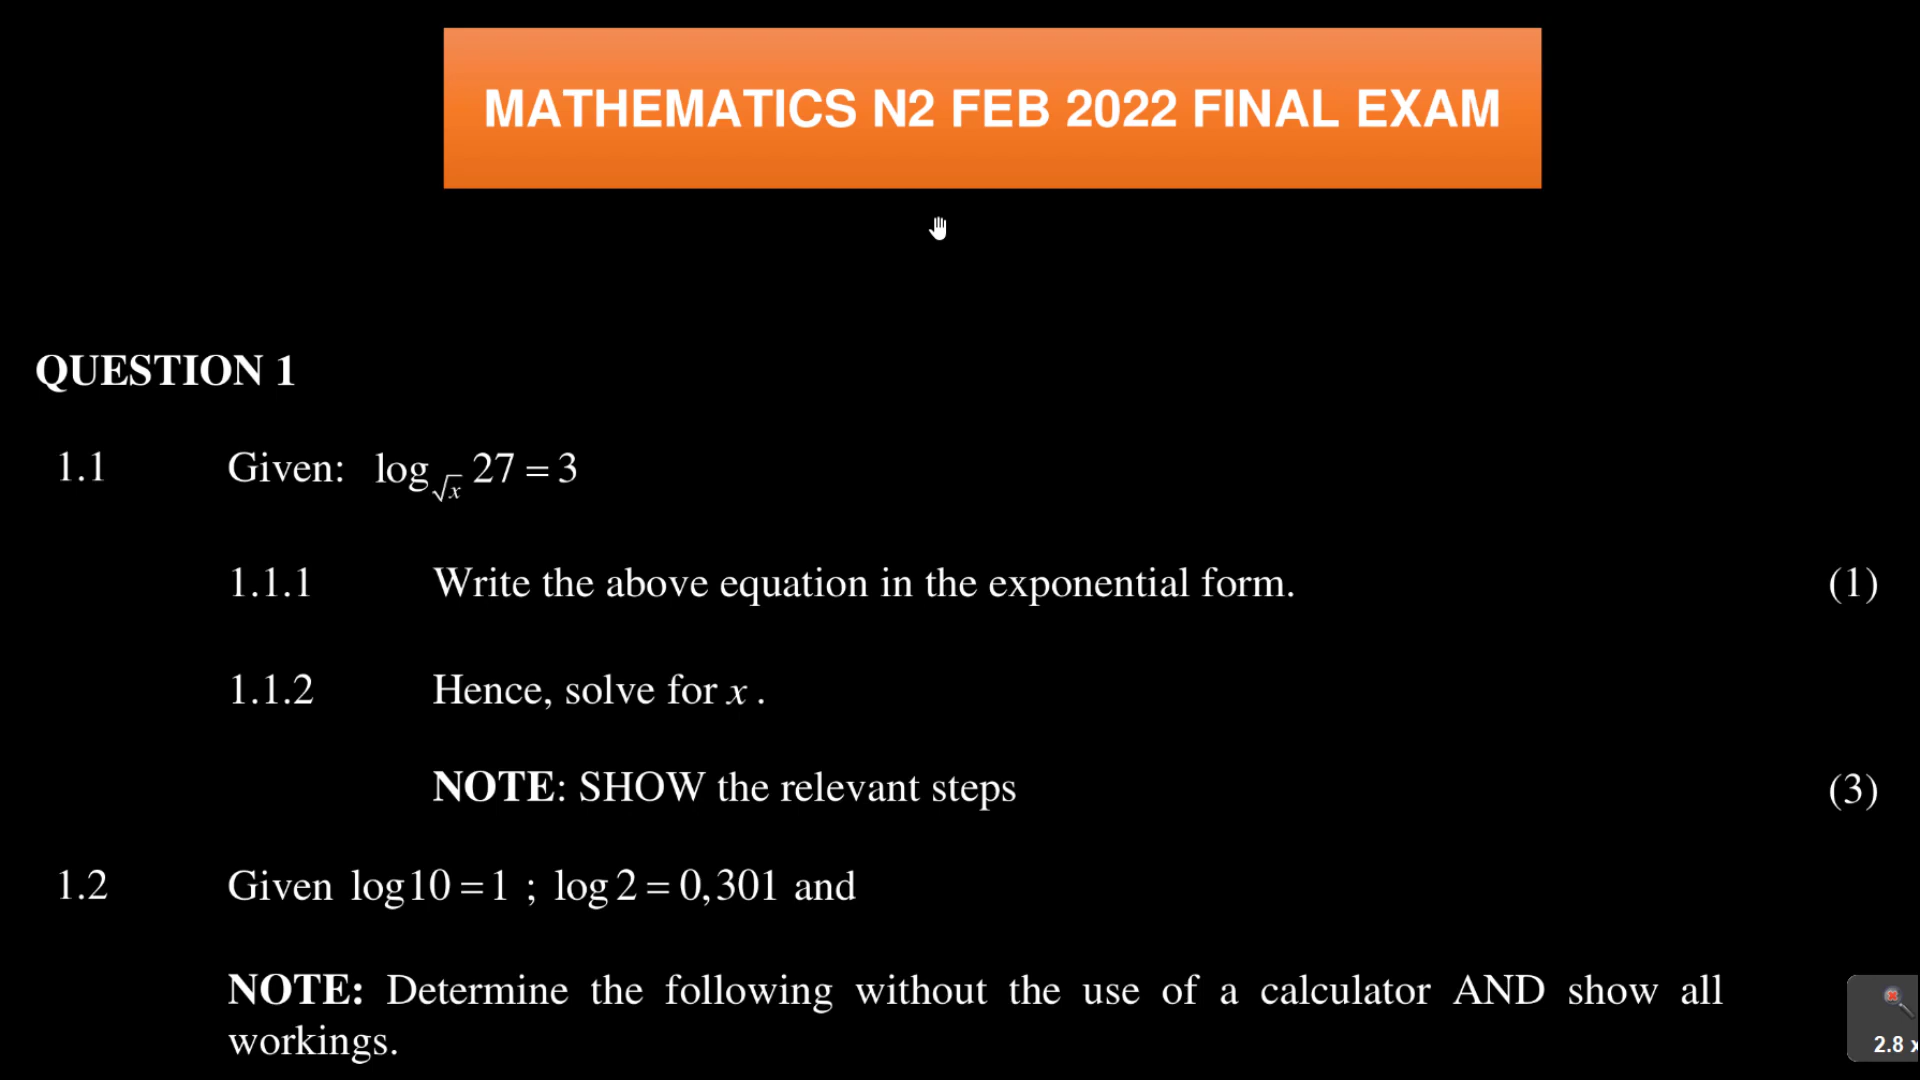 MATHEMATICS N2 FEB 2022 FINAL EXAM
QUESTION 1
1.1 Given: log√x 27 = 3
1.1.1 Write the above equation in the exponential form. (1)
1.1.2 Hence, solve for x .
NOTE: SHOW the relevant steps (3)
1.2 Given log10 = 1 ; log 2 = 0,301 and
NOTE: Determine the following without the use of a calculator AND show all
workings.
2.8 x